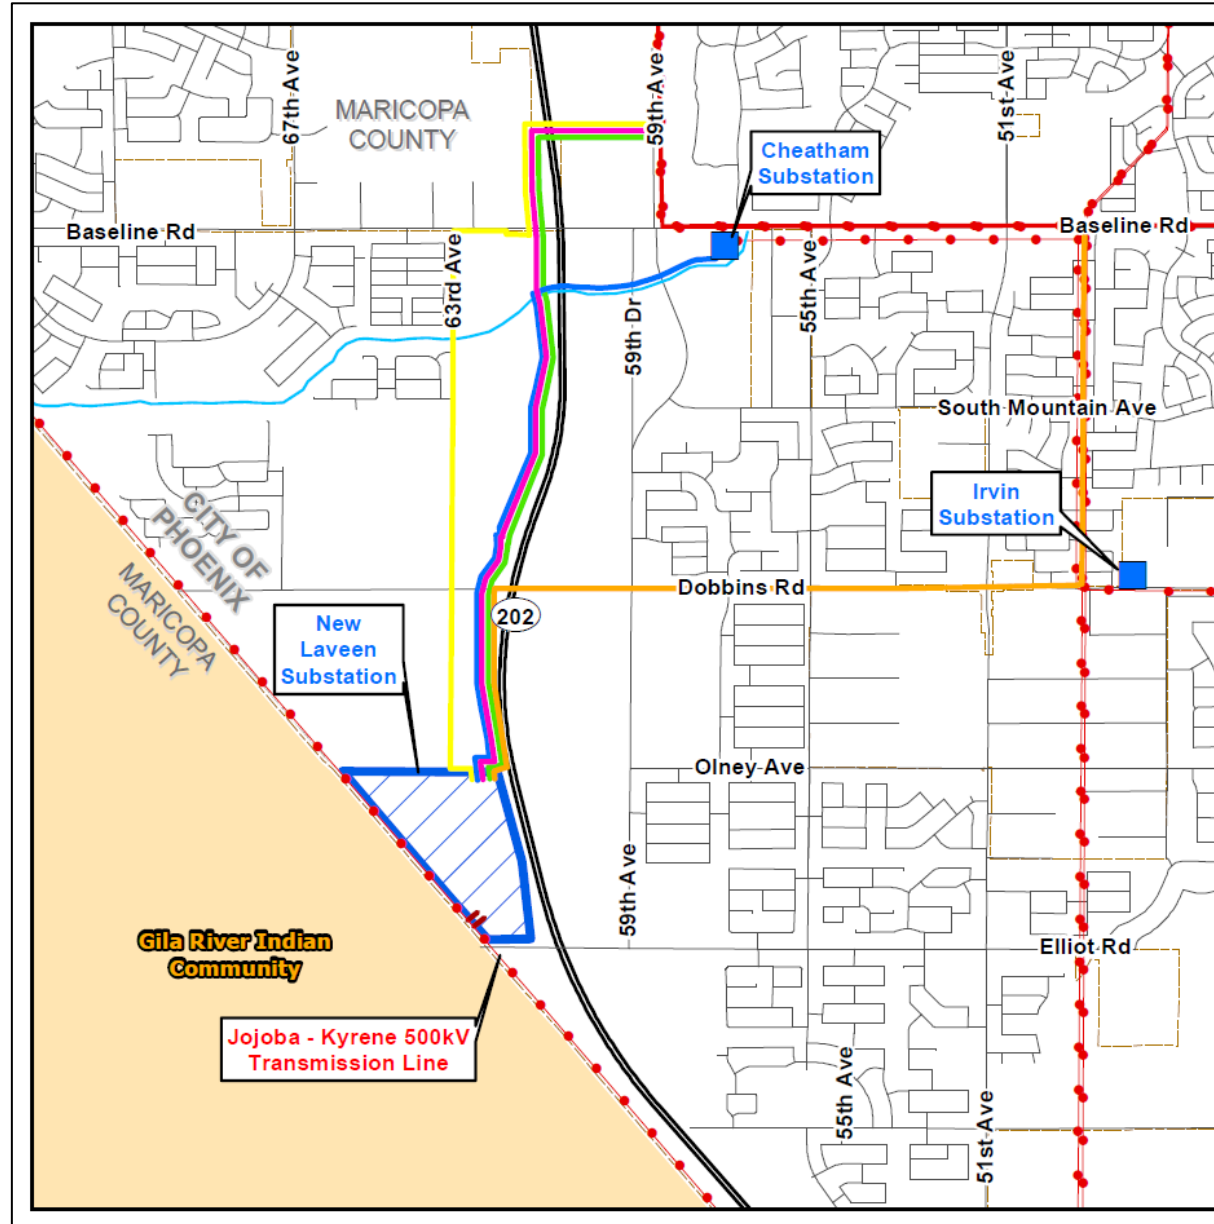 67th Ave
MARICOPA
COUNTY
59th Ave
51st Ave
Cheatham
Substation
Baseline Rd
Baseline Rd
63rd Ave
55th Ave
59th Dr
South Mountain Ave
CITY OF
PHOENIX
MARICOPA
COUNTY
Irvin
Substation
Dobbins Rd
202
New
Laveen
Substation
Olney Ave
59th Ave
Gila River Indian
Community
Elliot Rd
Jojoba - Kyrene 500kV
Transmission Line
55th Ave
51st Ave